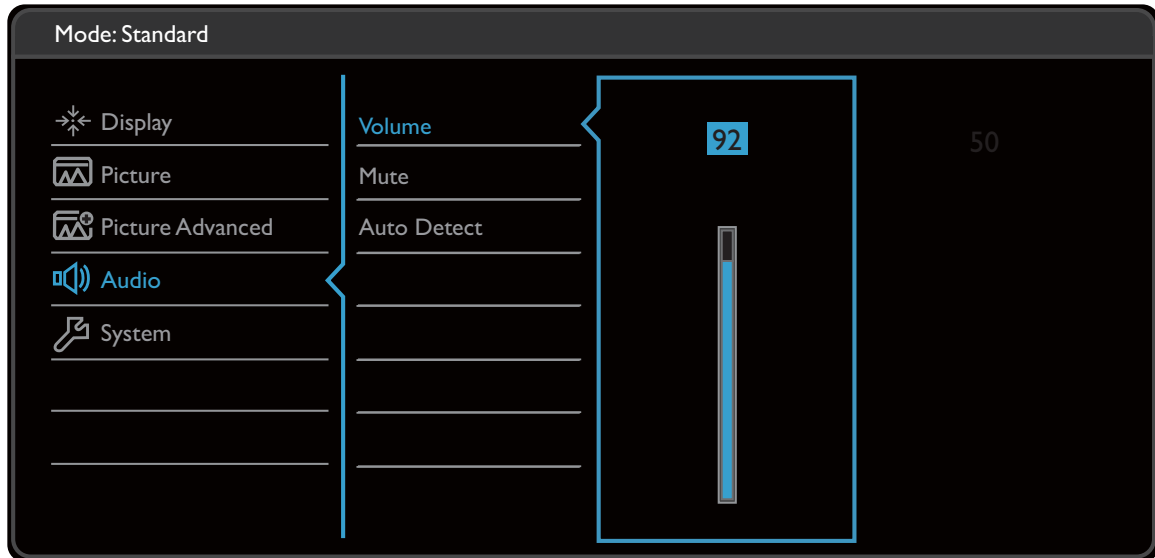 Mode: Standard
Display
Picture
Picture Advanced
Audio
System
Volume
Mute
Auto Detect
92
50